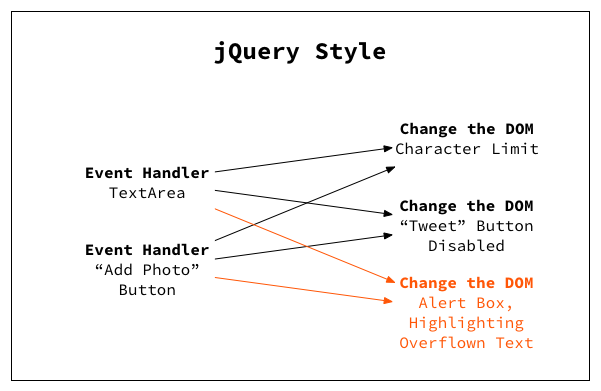 jQuery Style
Event Handler
TextArea
Event Handler
“Add Photo”
Button
Change the DOM
Character Limit
Change the DOM
“Tweet” Button
Disabled
Change the DOM
Alert Box,
Highlighting
Overflown Text